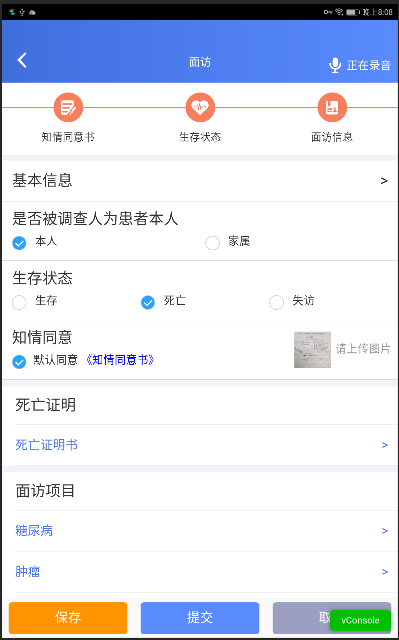 晚上8:08
面访
正在录音
知情同意书
生存状态
面访信息
基本信息 >
是否被调查人为患者本人
本人 家属
生存状态
生存 死亡 失访
知情同意
默认同意 《知情同意书》
请上传图片
死亡证明
死亡证明书 >
面访项目
糖尿病 >
肿瘤 >
保存 提交 取
vConsole